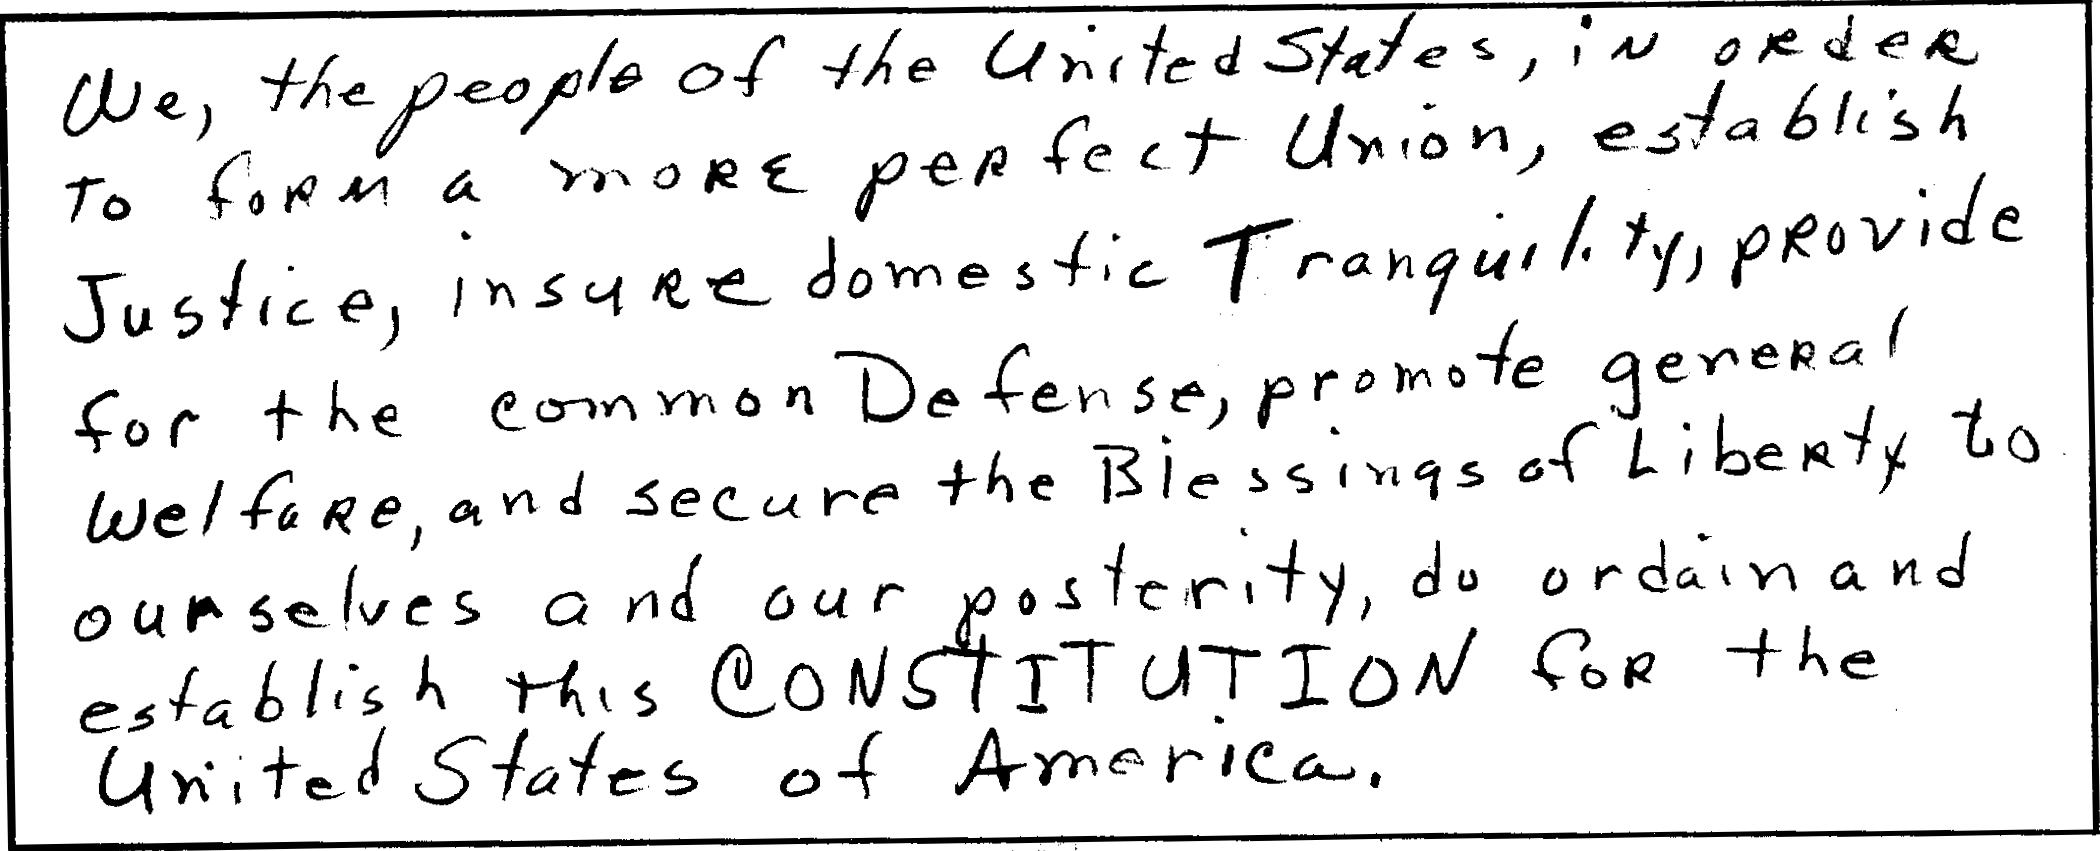 We, the people of the United States, in order
to form a more perfect Union, establish
Justice, insure domestic Tranquility, provide
for the common Defense, promote general
Welfare, and secure the Blessings of Liberty to
ourselves and our posterity, do ordain and
establish this CONSTITUTION for the
United States of America.